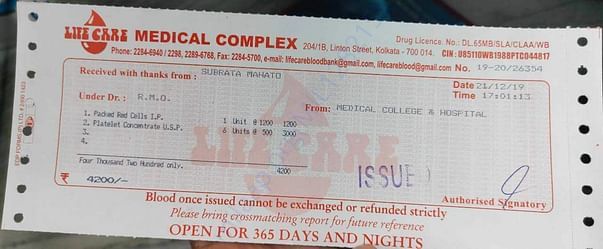 LIFE CARE MEDICAL COMPLEX
204/1B, Linton Street, Kolkata - 700 014.
Drug Licence. No.: DL.65MB/SLA/CLAA/WB
CIN : U85110WB1988PTC044817
Phone: 2284-6940 / 2298, 2289-6768, Fax: 2284-5700, e-mail: lifecarebloodbank@gmail.com, lifecareblood@gmail.com
No. 19-20/26354
Received with thanks from : SUBRATA MAHATO
Date 21/12/19
Time 17:01:13
Under Dr. : R.M.O.
From: MEDICAL COLLEGE & HOSPITAL
1. Packed Red Cells I.P. 1 Unit @ 1200 1200
2. Platelet Concentrate U.S.P. 6 Units @ 500 3000
3.
4.
Four Thousand Two Hundred only. 4200
₹ 4200/-
ISSUED
Authorised Signatory
Blood once issued cannot be exchanged or refunded strictly
Please bring crossmatching report for future reference
OPEN FOR 365 DAYS AND NIGHTS
LIFE CARE